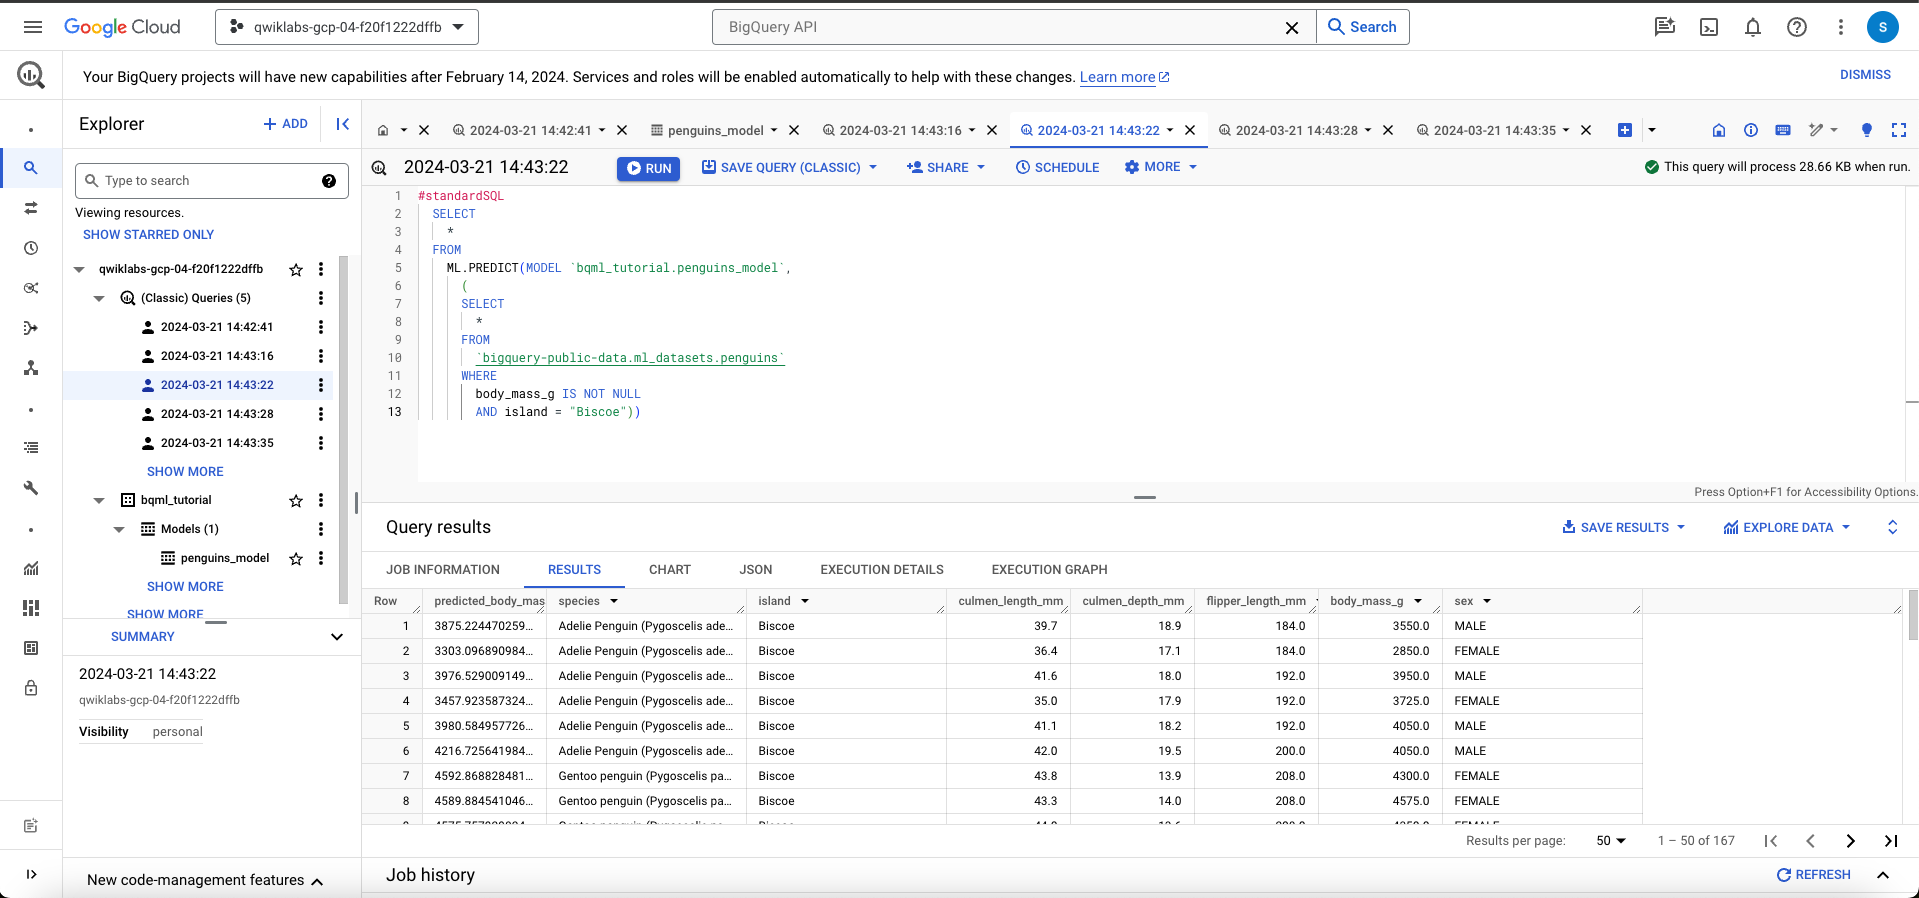 Google Cloud
qwiklabs-gcp-04-f20f1222dffb
BigQuery API
Search
S
Your BigQuery projects will have new capabilities after February 14, 2024. Services and roles will be enabled automatically to help with these changes. Learn more
DISMISS
Explorer
ADD
2024-03-21 14:42:41
penguins_model
2024-03-21 14:43:16
2024-03-21 14:43:22
2024-03-21 14:43:28
2024-03-21 14:43:35
Type to search
Viewing resources.
SHOW STARRED ONLY
qwiklabs-gcp-04-f20f1222dffb
(Classic) Queries (5)
2024-03-21 14:42:41
2024-03-21 14:43:16
2024-03-21 14:43:22
2024-03-21 14:43:28
2024-03-21 14:43:35
SHOW MORE
bqml_tutorial
Models (1)
penguins_model
SHOW MORE
SHOW MORE
SUMMARY
2024-03-21 14:43:22
qwiklabs-gcp-04-f20f1222dffb
Visibility personal
New code-management features
2024-03-21 14:43:22
RUN
SAVE QUERY (CLASSIC)
SHARE
SCHEDULE
MORE
This query will process 28.66 KB when run.
1 #standardSQL
2 SELECT
3 *
4 FROM
5 ML.PREDICT(MODEL `bqml_tutorial.penguins_model`,
6 (
7 SELECT
8 *
9 FROM
10 `bigquery-public-data.ml_datasets.penguins`
11 WHERE
12 body_mass_g IS NOT NULL
13 AND island = "Biscoe"))
Press Option+F1 for Accessibility Options.
Query results
SAVE RESULTS
EXPLORE DATA
JOB INFORMATION
RESULTS
CHART
JSON
EXECUTION DETAILS
EXECUTION GRAPH
Row predicted_body_mas species island culmen_length_mm culmen_depth_mm flipper_length_mm body_mass_g sex
1 3875.224470259... Adelie Penguin (Pygoscelis ade... Biscoe 39.7 18.9 184.0 3550.0 MALE
2 3303.096890984... Adelie Penguin (Pygoscelis ade... Biscoe 36.4 17.1 184.0 2850.0 FEMALE
3 3976.529009149... Adelie Penguin (Pygoscelis ade... Biscoe 41.6 18.0 192.0 3950.0 MALE
4 3457.923587324... Adelie Penguin (Pygoscelis ade... Biscoe 35.0 17.9 192.0 3725.0 FEMALE
5 3980.584957726... Adelie Penguin (Pygoscelis ade... Biscoe 41.1 18.2 192.0 4050.0 MALE
6 4216.725641984... Adelie Penguin (Pygoscelis ade... Biscoe 42.0 19.5 200.0 4050.0 MALE
7 4592.868828481... Gentoo penguin (Pygoscelis pa... Biscoe 43.8 13.9 208.0 4300.0 FEMALE
8 4589.884541046... Gentoo penguin (Pygoscelis pa... Biscoe 43.3 14.0 208.0 4575.0 FEMALE
Results per page: 50 1 – 50 of 167
Job history
REFRESH